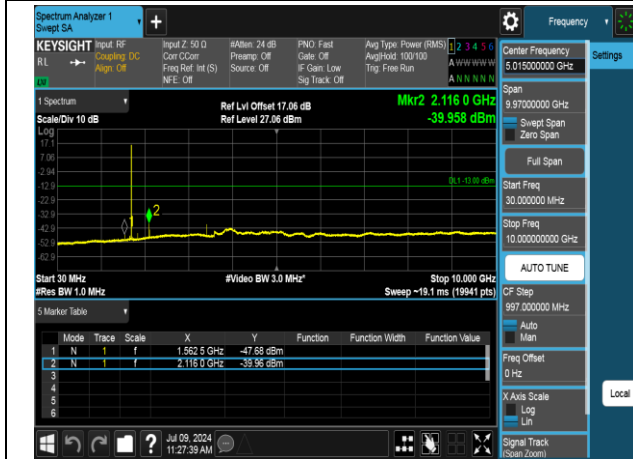 Spectrum Analyzer 1
Swept SA
Frequency
KEYSIGHT
Input: RF
Input Z: 50 Ω
#Atten: 24 dB
PNO: Fast
Avg Type: Power (RMS)
1 2 3 4 5 6
RL
Coupling: DC
Corr CCorr
Preamp: Off
Gate: Off
Avg|Hold: 100/100
A W W W W W
Align: Off
Freq Ref: Int (S)
Source: Off
IF Gain: Low
Trig: Free Run
NFE: Off
Sig Track: Off
A N N N N N
1 Spectrum
Ref Lvl Offset 17.06 dB
Mkr2 2.116 0 GHz
Scale/Div 10 dB
Ref Level 27.06 dBm
-39.958 dBm
Log
17.1
7.06
-2.94
-12.9
DL1 -13.00 dBm
-22.9
-32.9
-42.9
-52.9
-62.9
1
2
Start 30 MHz
#Video BW 3.0 MHz*
Stop 10.000 GHz
#Res BW 1.0 MHz
Sweep ~19.1 ms (19941 pts)
5 Marker Table
Mode Trace Scale X Y Function Function Width Function Value
1 N 1 f 1.562 5 GHz -47.68 dBm
2 N 1 f 2.116 0 GHz -39.96 dBm
3
4
5
6
Jul 09, 2024
11:27:39 AM
Center Frequency
5.015000000 GHz
Settings
Span
9.97000000 GHz
Swept Span
Zero Span
Full Span
Start Freq
30.000000 MHz
Stop Freq
10.000000000 GHz
AUTO TUNE
CF Step
997.000000 MHz
Auto
Man
Freq Offset
0 Hz
X Axis Scale
Log
Lin
Local
Signal Track
(Span Zoom)